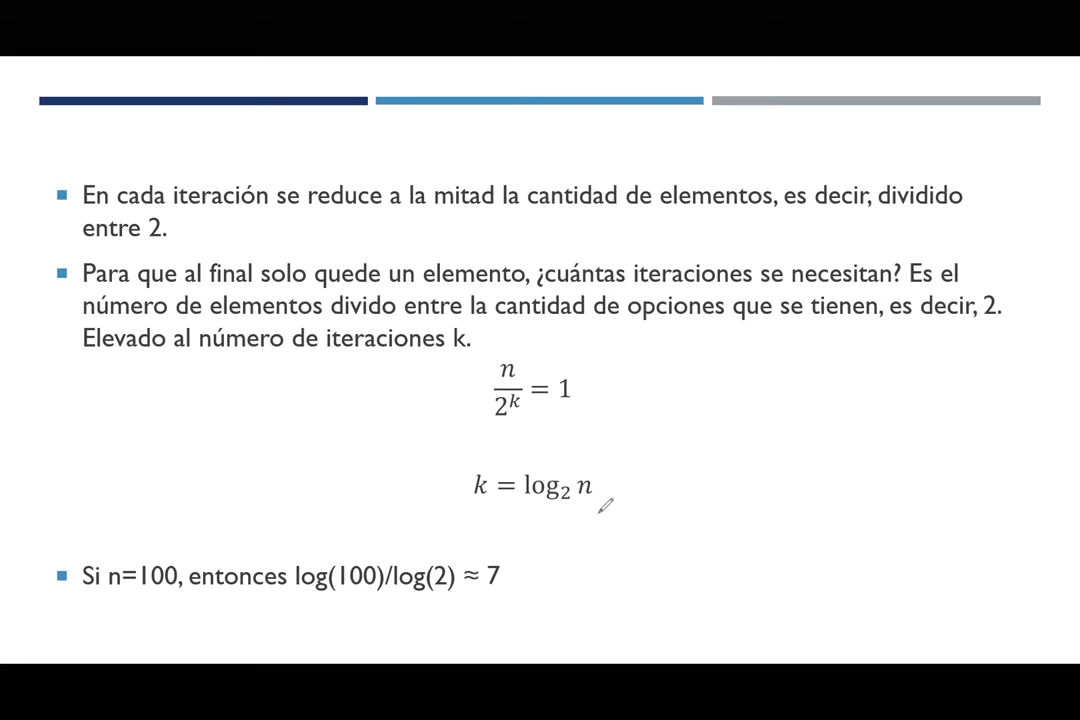 En cada iteración se reduce a la mitad la cantidad de elementos, es decir, dividido
entre 2.
Para que al final solo quede un elemento, ¿cuántas iteraciones se necesitan? Es el
número de elementos divido entre la cantidad de opciones que se tienen, es decir, 2.
Elevado al número de iteraciones k.
n/2^k = 1
k = log₂ n
Si n=100, entonces log(100)/log(2) ≈ 7